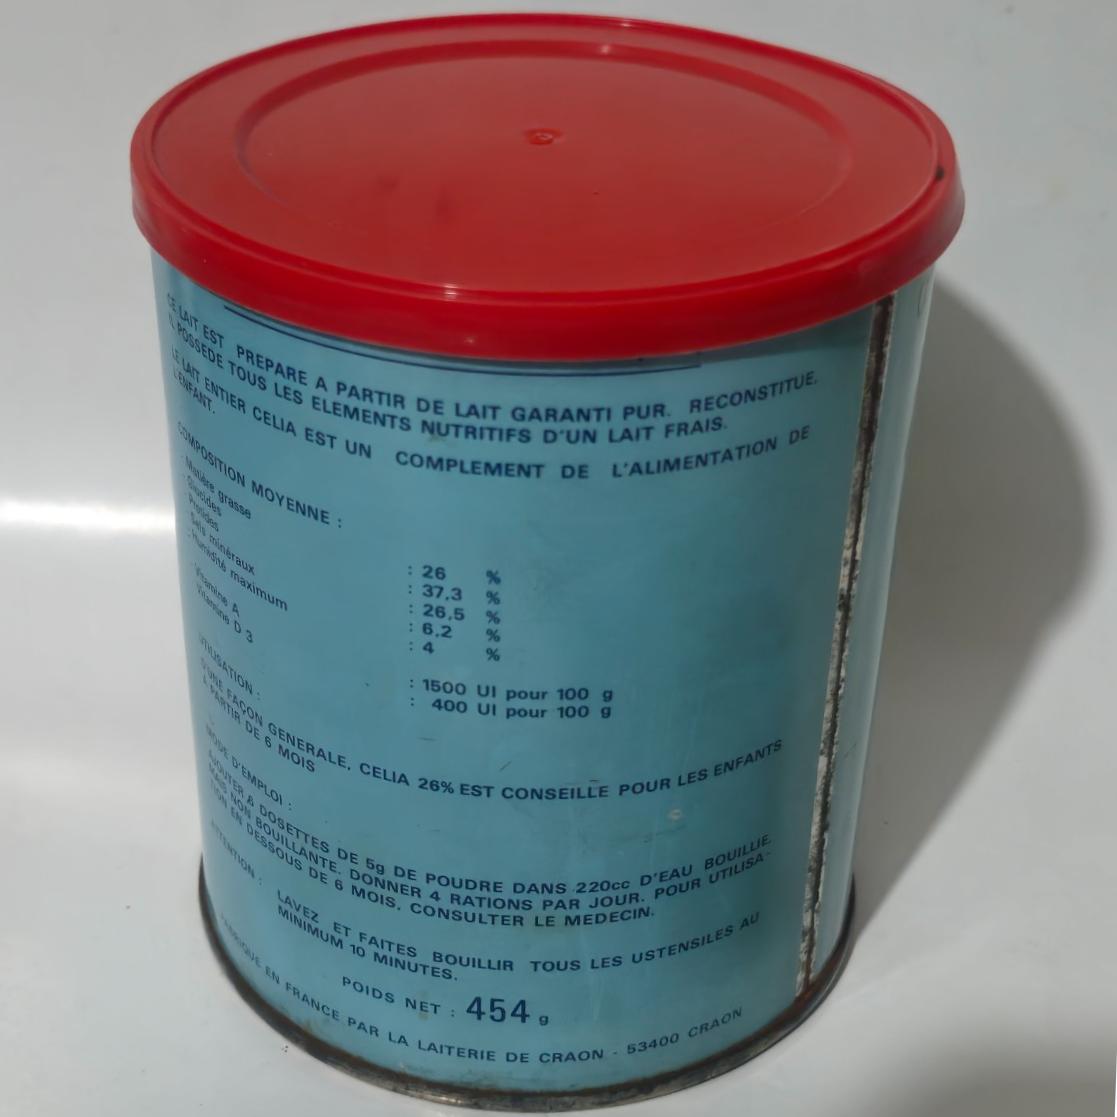 CE LAIT EST PREPARE A PARTIR DE LAIT GARANTI PUR. RECONSTITUE,
IL POSSEDE TOUS LES ELEMENTS NUTRITIFS D'UN LAIT FRAIS.
LE LAIT ENTIER CELIA EST UN COMPLEMENT DE L'ALIMENTATION DE
L'ENFANT.
COMPOSITION MOYENNE :
- Matière grasse : 26 %
- Glucides : 37,3 %
- Protides : 26,5 %
- Sels minéraux : 6,2 %
- Humidité maximum : 4 %
- Vitamine A : 1500 UI pour 100 g
- Vitamine D 3 : 400 UI pour 100 g
UTILISATION :
D'UNE FAÇON GENERALE, CELIA 26% EST CONSEILLE POUR LES ENFANTS
A PARTIR DE 6 MOIS
MODE D'EMPLOI :
AJOUTER 6 DOSETTES DE 5g DE POUDRE DANS 220cc D'EAU BOUILLIE
MAIS NON BOUILLANTE. DONNER 4 RATIONS PAR JOUR. POUR UTILISA-
TION EN DESSOUS DE 6 MOIS, CONSULTER LE MEDECIN.
ATTENTION : LAVEZ ET FAITES BOUILLIR TOUS LES USTENSILES AU
MINIMUM 10 MINUTES.
POIDS NET : 454 g
FABRIQUE EN FRANCE PAR LA LAITERIE DE CRAON - 53400 CRAON